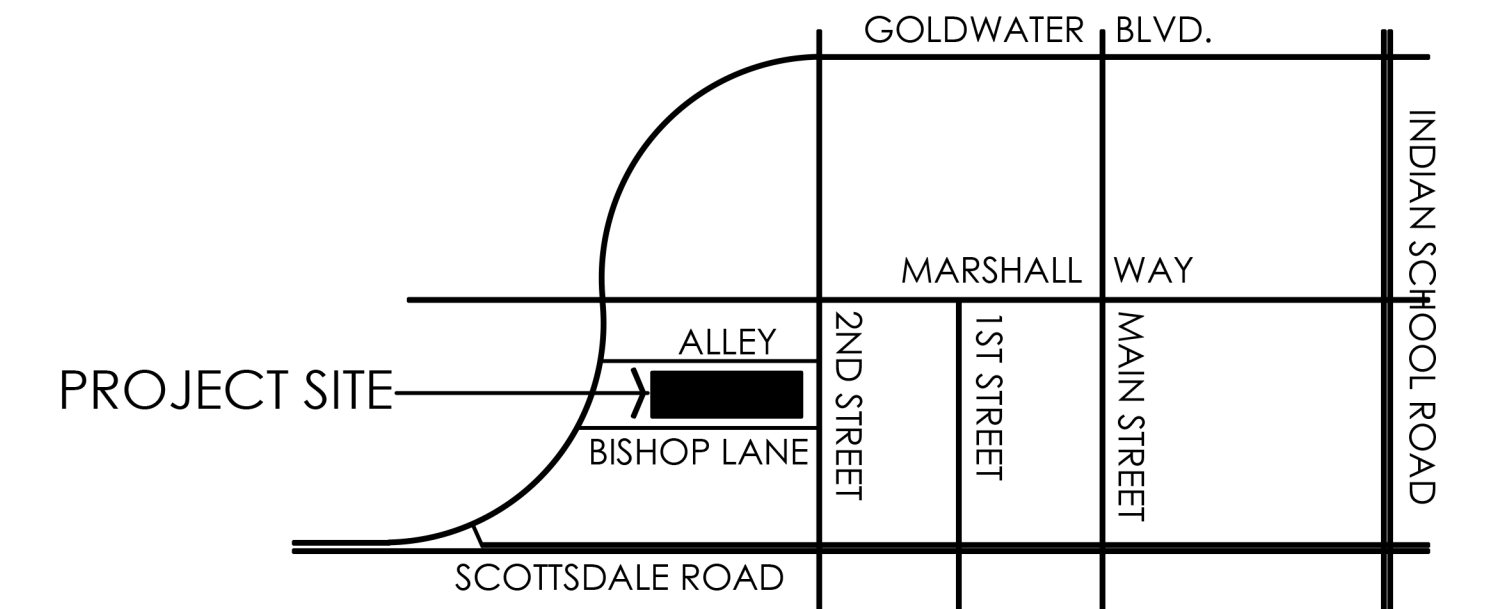 GOLDWATER BLVD.
INDIAN SCHOOL ROAD
MARSHALL WAY
ALLEY
2ND STREET
1ST STREET
MAIN STREET
PROJECT SITE
BISHOP LANE
SCOTTSDALE ROAD